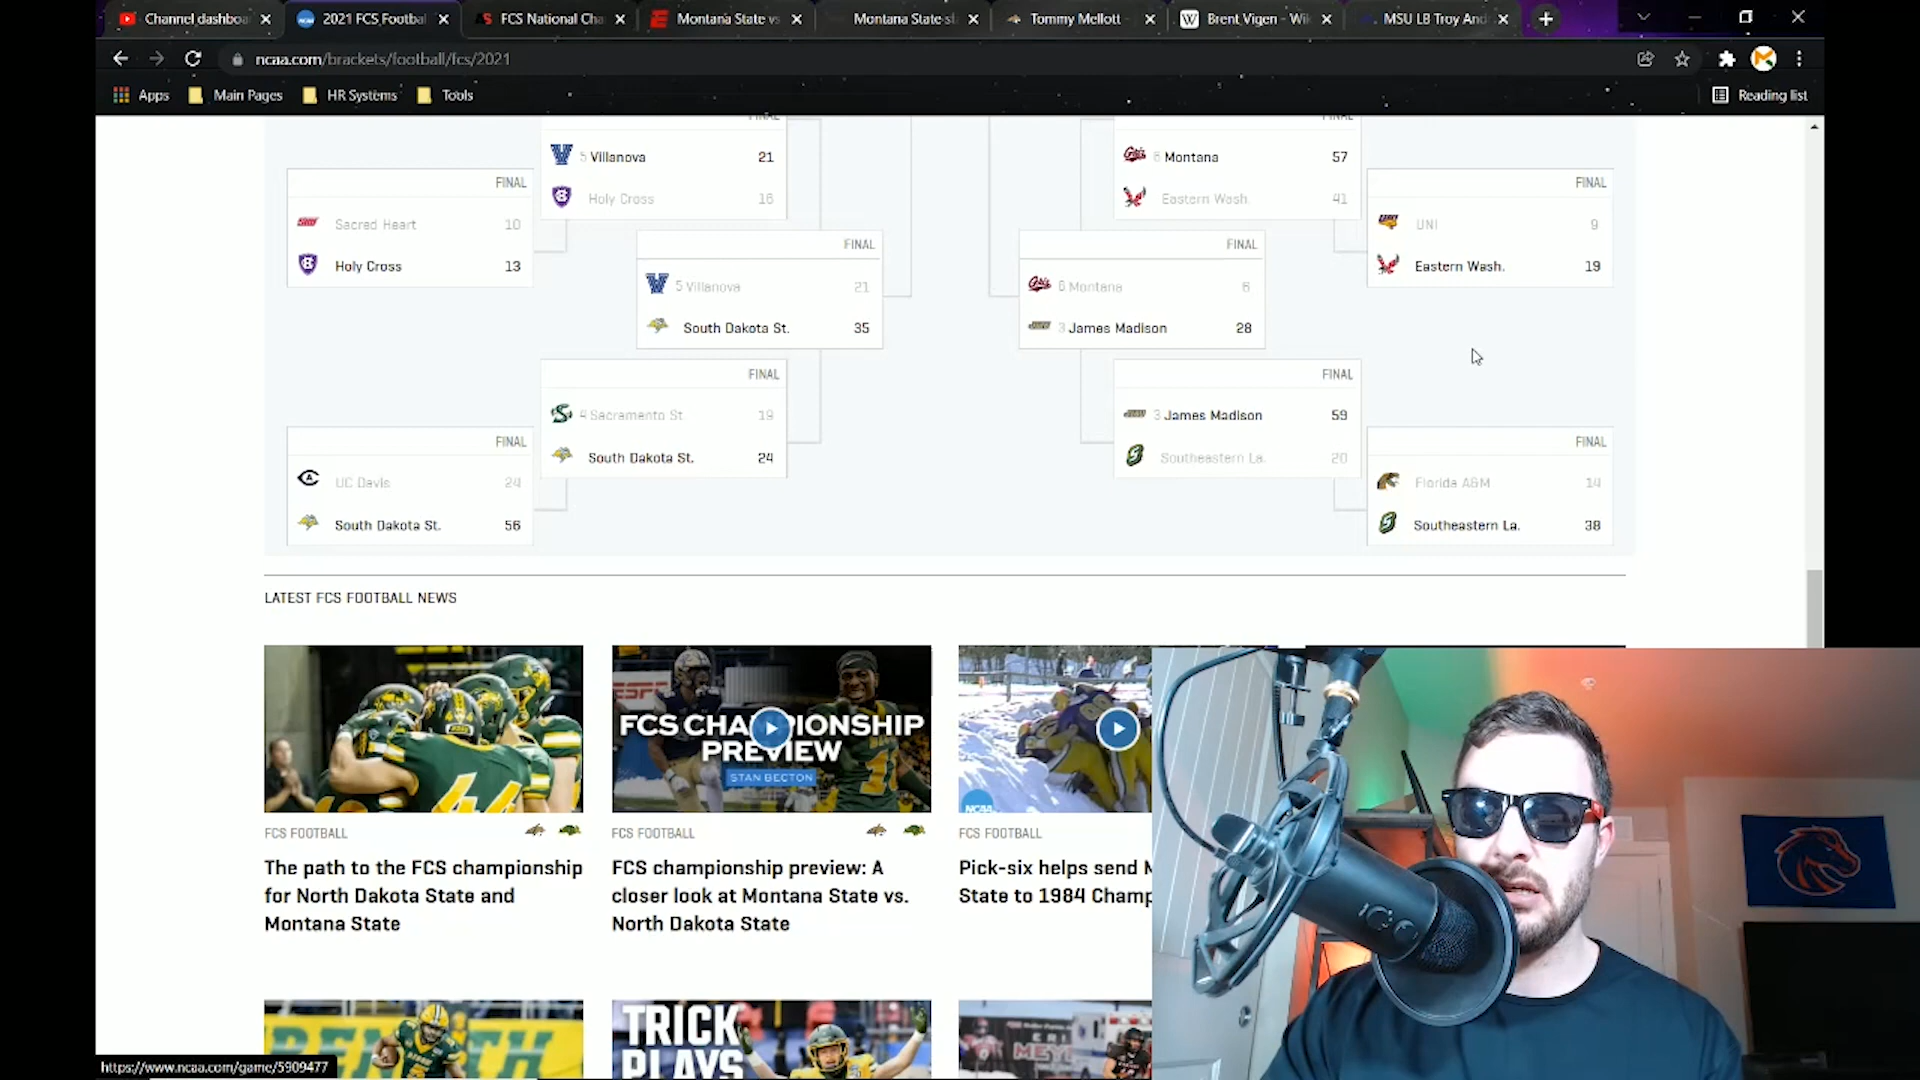 Channel dashboa
2021 FCS Footbal
FCS National Cha
Montana State vs
Montana State-s
Tommy Mellott -
Brent Vigen - Wi
MSU LB Troy And
ncaa.com/brackets/football/fcs/2021
Apps
Main Pages
HR Systems
Tools
Reading list
FINAL
5 Villanova 21
Holy Cross 16
FINAL
Sacred Heart 10
Holy Cross 13
FINAL
5 Villanova 21
South Dakota St. 35
FINAL
4 Sacramento St 19
South Dakota St. 24
FINAL
UC Davis 24
South Dakota St. 56
FINAL
6 Montana 57
Eastern Wash. 41
FINAL
UNI 9
Eastern Wash. 19
FINAL
6 Montana 6
3 James Madison 28
FINAL
3 James Madison 59
Southeastern La. 20
FINAL
Florida A&M 14
Southeastern La. 38
LATEST FCS FOOTBALL NEWS
44
ESPN
FCS CHAMPIONSHIP
PREVIEW
STAN BECTON
NCAA
FCS FOOTBALL
The path to the FCS championship
for North Dakota State and
Montana State
FCS FOOTBALL
FCS championship preview: A
closer look at Montana State vs.
North Dakota State
FCS FOOTBALL
Pick-six helps send M
State to 1984 Champ
TRICK
PLAYS
https://www.ncaa.com/game/5909477